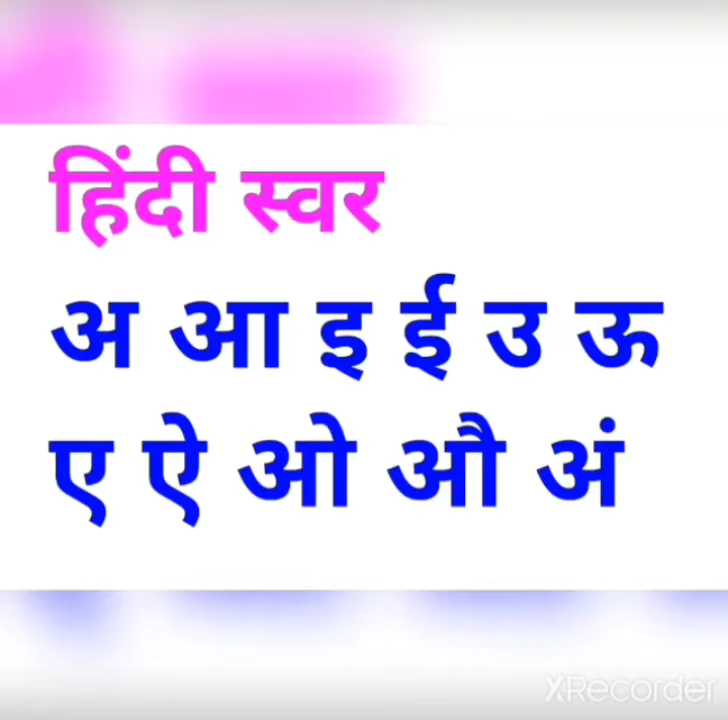 हिंदी स्वर
अ आ इ ई उ ऊ
ए ऐ ओ औ अं
XRecorder